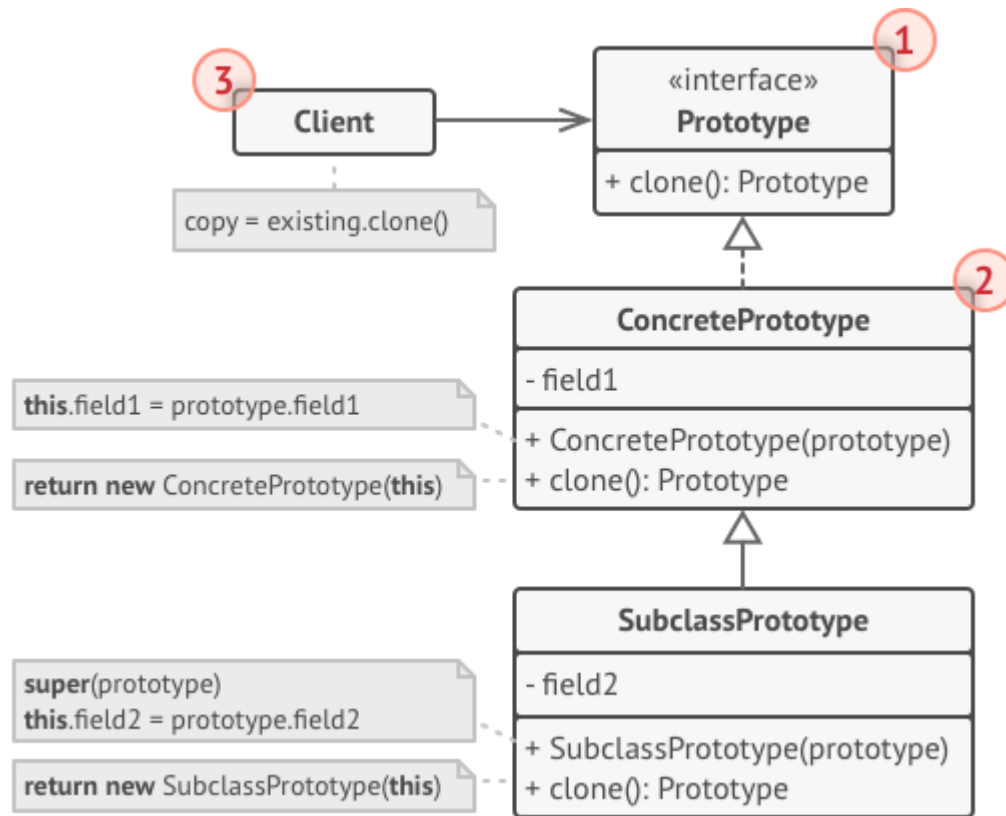 1
«interface»
Prototype
+ clone(): Prototype
3
Client
copy = existing.clone()
2
ConcretePrototype
- field1
+ ConcretePrototype(prototype)
+ clone(): Prototype
this.field1 = prototype.field1
return new ConcretePrototype(this)
SubclassPrototype
- field2
+ SubclassPrototype(prototype)
+ clone(): Prototype
super(prototype)
this.field2 = prototype.field2
return new SubclassPrototype(this)